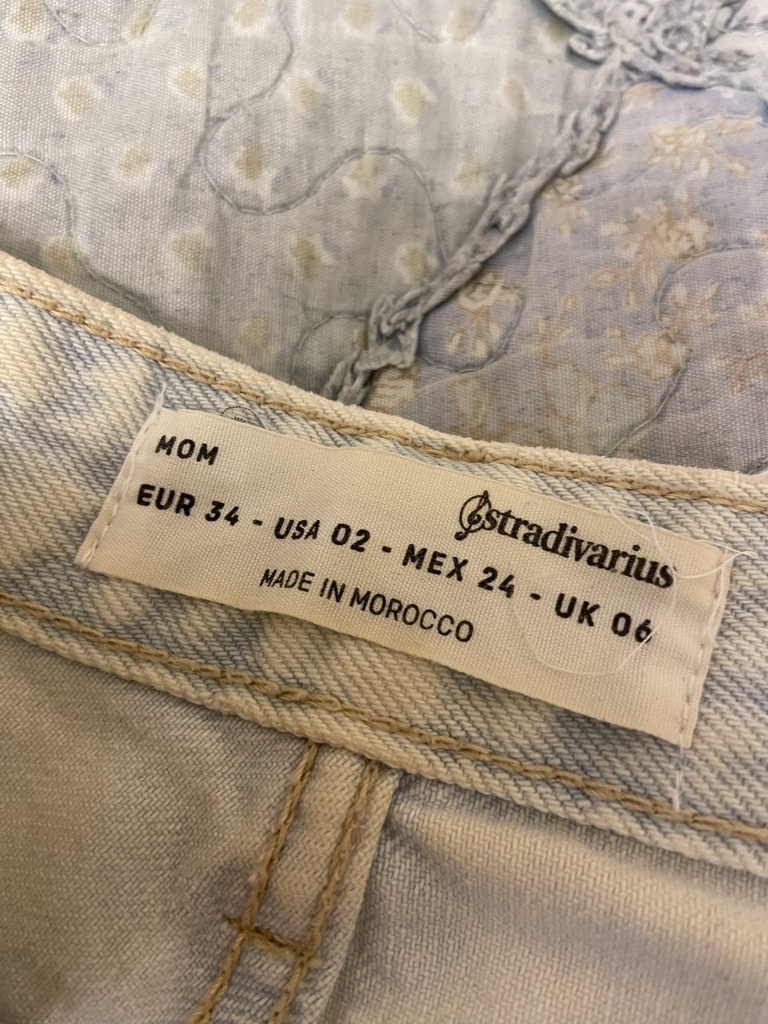 MOM
stradivarius
EUR 34 - USA 02 - MEX 24 - UK 06
MADE IN MOROCCO